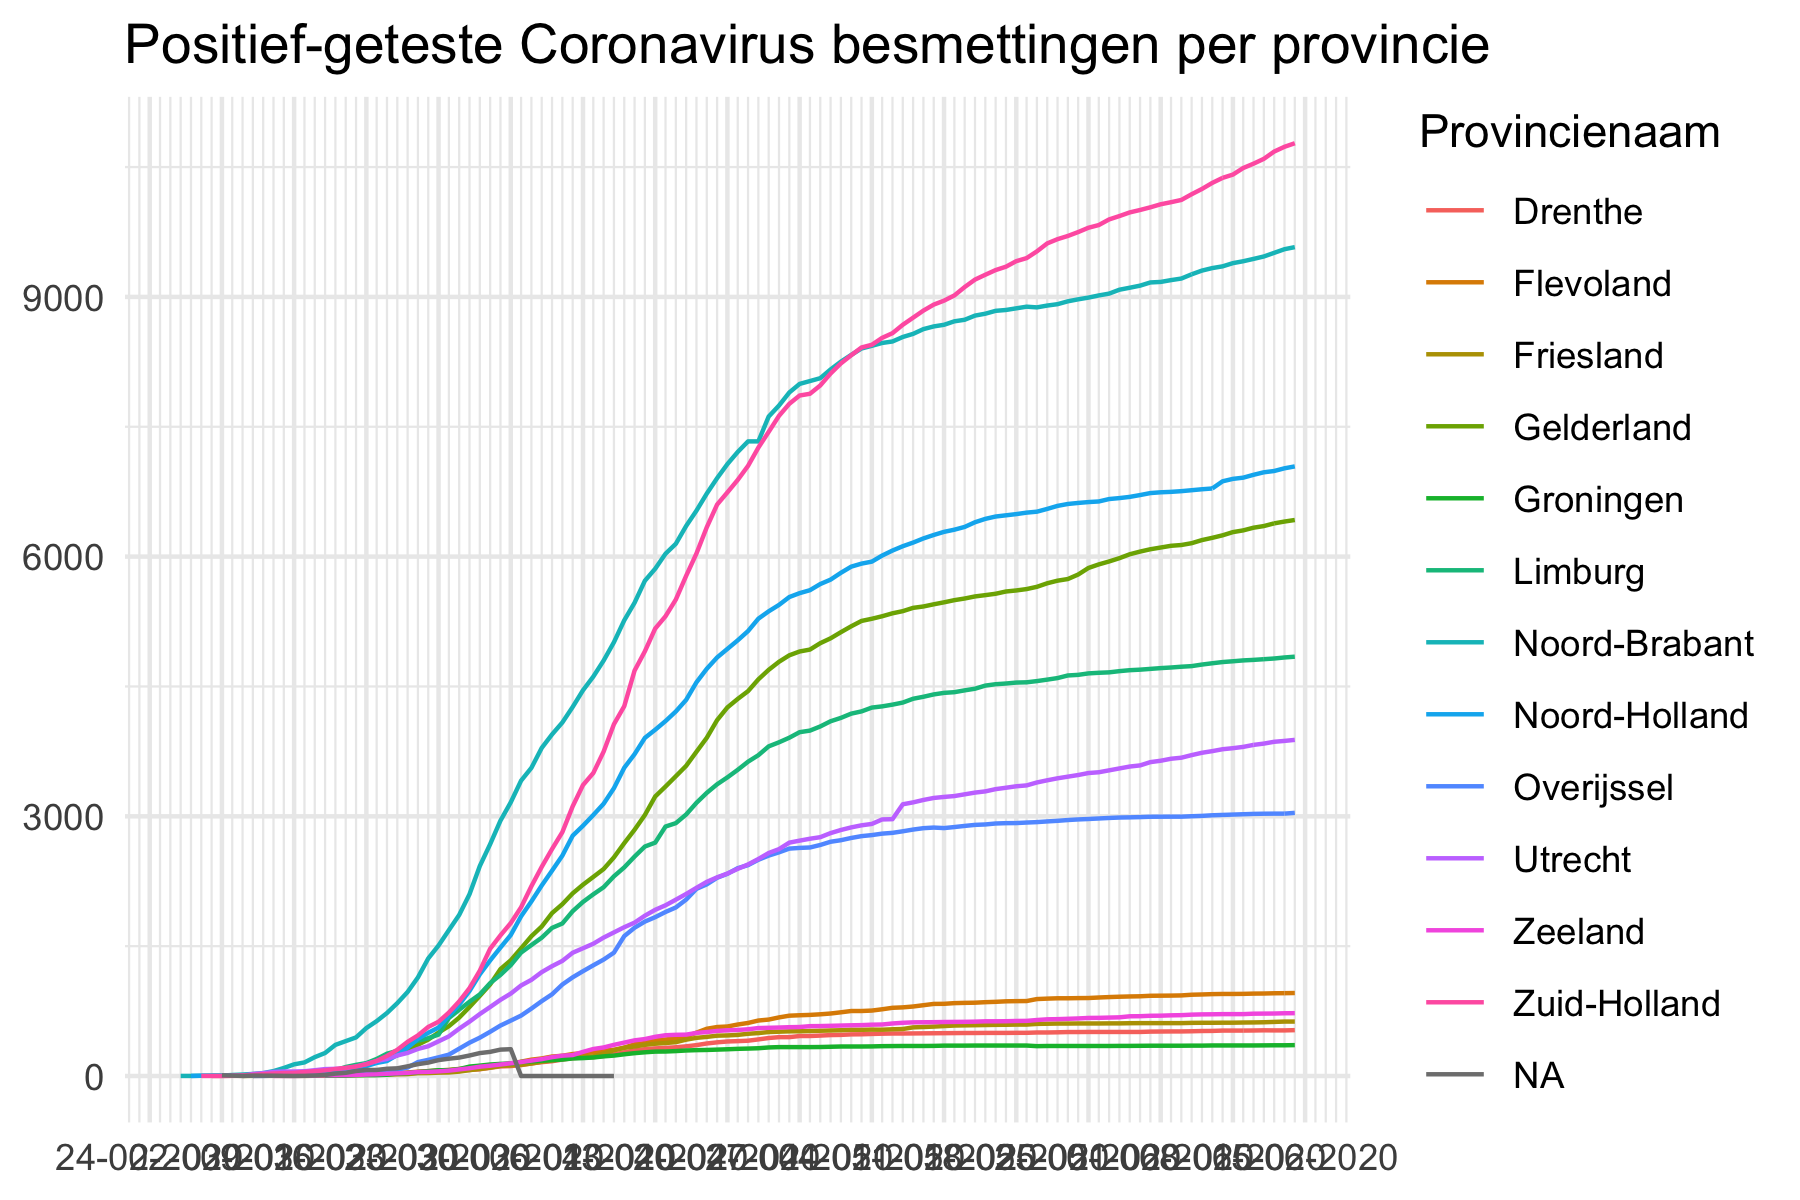 Positief-geteste Coronavirus besmettingen per provincie
Provincienaam
Drenthe
Flevoland
Friesland
Gelderland
Groningen
Limburg
Noord-Brabant
Noord-Holland
Overijssel
Utrecht
Zeeland
Zuid-Holland
NA
9000
6000
3000
0